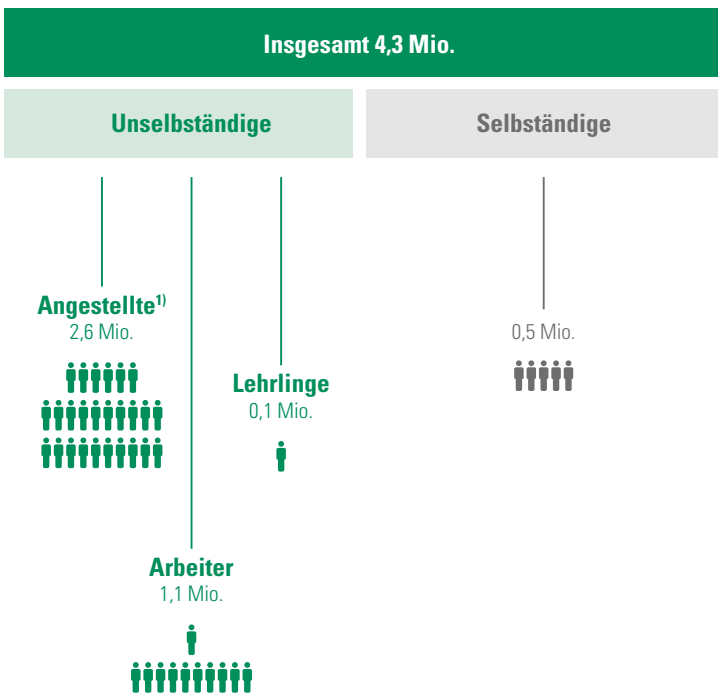 Insgesamt 4,3 Mio.
Unselbständige
Selbständige
Angestellte¹⁾
2,6 Mio.
0,5 Mio.
Lehrlinge
0,1 Mio.
Arbeiter
1,1 Mio.